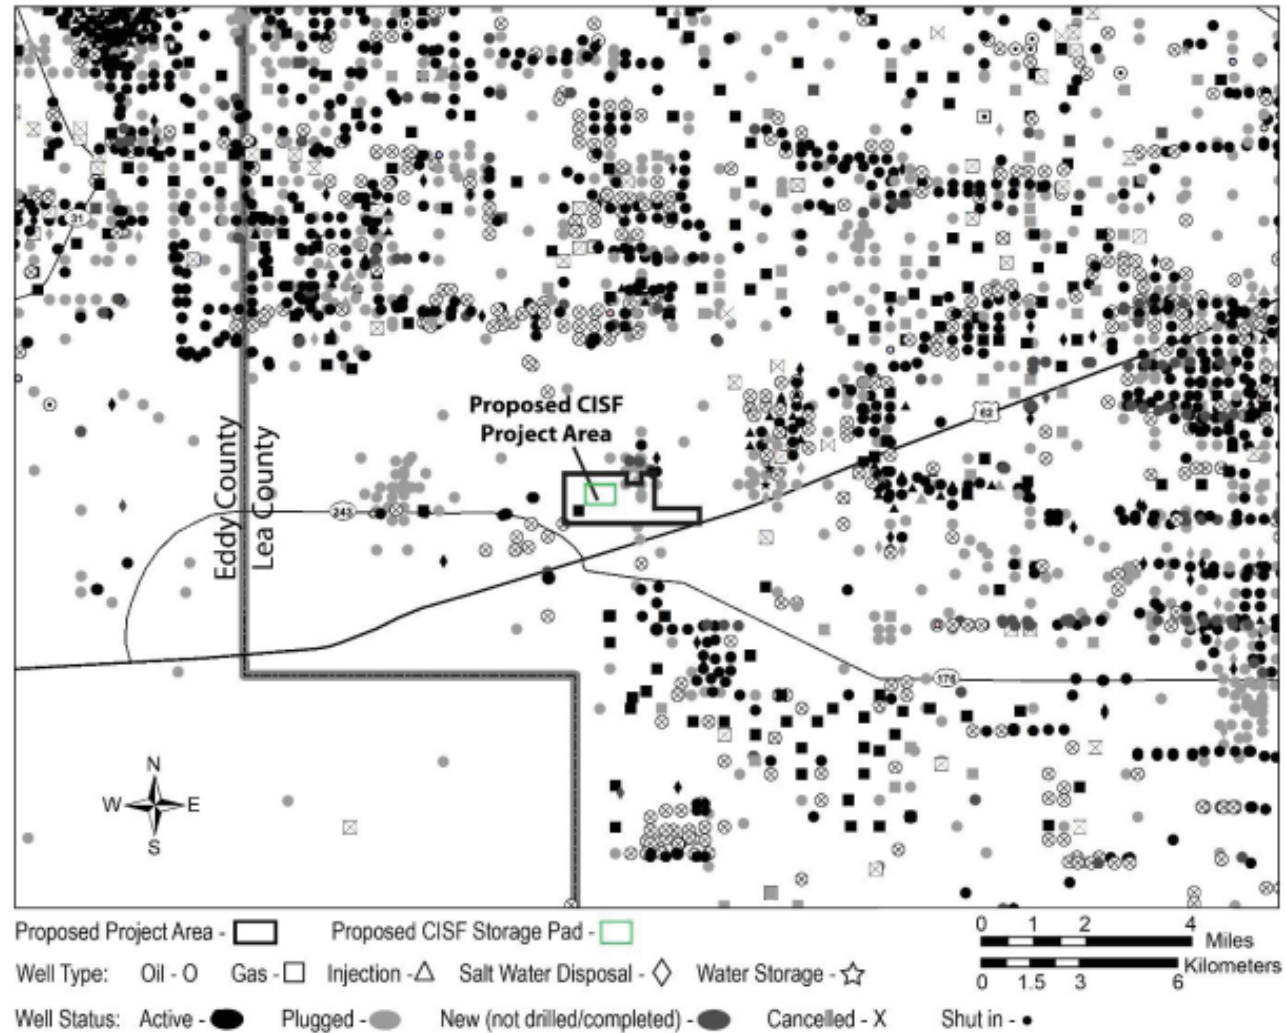 31
62
Proposed CISF
Project Area
Eddy County
Lea County
243
176
N
W E
S
Proposed Project Area - Proposed CISF Storage Pad -
0 1 2 4
Miles
Kilometers
0 1.5 3 6
Well Type: Oil - O Gas - Injection - Salt Water Disposal - Water Storage -
Well Status: Active - Plugged - New (not drilled/completed) - Cancelled - X Shut in -